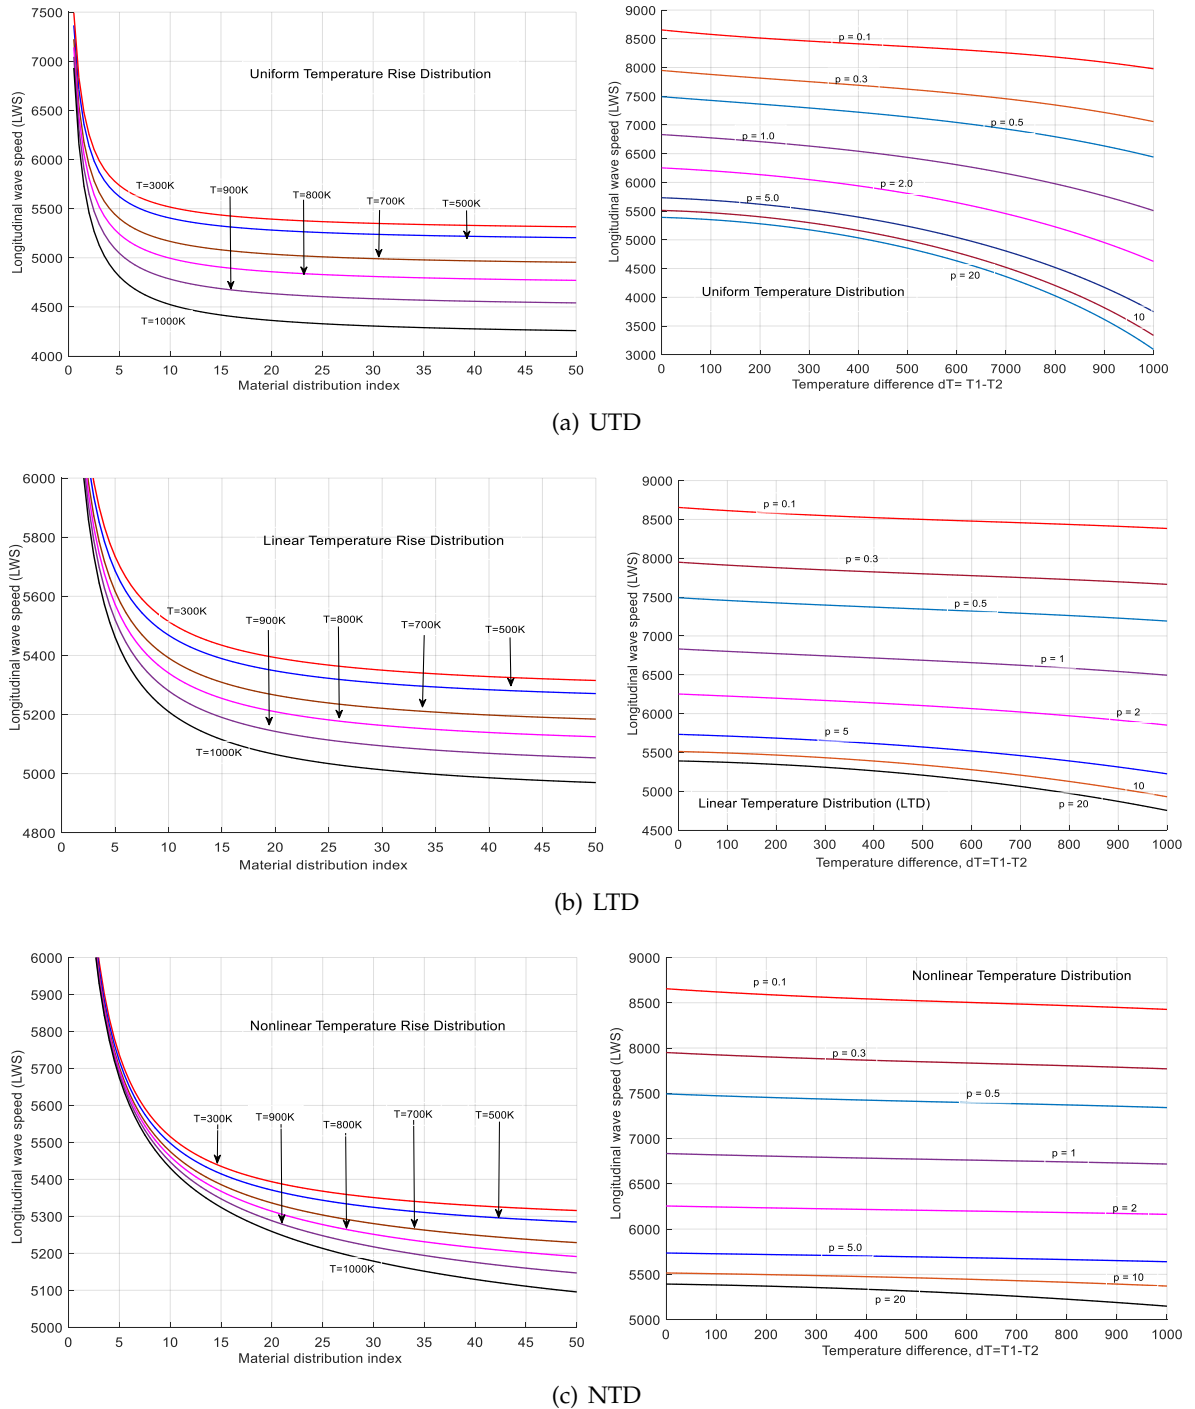 7500
7000
6500
6000
5500
5000
4500
4000
Longitudinal wave speed (LWS)
Uniform Temperature Rise Distribution
T=300K
T=900K
T=800K
T=700K
T=500K
T=1000K
0 5 10 15 20 25 30 35 40 45 50
Material distribution index
9000
8500
8000
7500
7000
6500
6000
5500
5000
4500
4000
3500
3000
Longitudinal wave speed (LWS)
p = 0.1
p = 0.3
p = 0.5
p = 1.0
p = 2.0
p = 5.0
p = 20
10
Uniform Temperature Distribution
0 100 200 300 400 500 600 7000 800 900 1000
Temperature difference dT= T1-T2
(a) UTD
6000
5800
5600
5400
5200
5000
4800
Longitudinal wave speed (LWS)
Linear Temperature Rise Distribution
T=300K
T=900K
T=800K
T=700K
T=500K
T=1000K
0 5 10 15 20 25 30 35 40 45 50
Material distribution index
9000
8500
8000
7500
7000
6500
6000
5500
5000
4500
Longitudinal wave speed (LWS)
p = 0.1
p = 0.3
p = 0.5
p = 1
p = 2
p = 5
10
p = 20
Linear Temperature Distribution (LTD)
0 100 200 300 400 500 600 700 800 900 1000
Temperature difference, dT=T1-T2
(b) LTD
6000
5900
5800
5700
5600
5500
5400
5300
5200
5100
5000
Longitudinal wave speed (LWS)
Nonlinear Temperature Rise Distribution
T=300K
T=900K
T=800K
T=700K
T=500K
T=1000K
0 5 10 15 20 25 30 35 40 45 50
Material distribution index
9000
8500
8000
7500
7000
6500
6000
5500
5000
Longitudinal wave speed (LWS)
Nonlinear Temperature Distribution
p = 0.1
p = 0.3
p = 0.5
p = 1
p = 2
p = 5.0
p = 10
p = 20
0 100 200 300 400 500 600 700 800 900 1000
Temperature difference, dT=T1-T2
(c) NTD